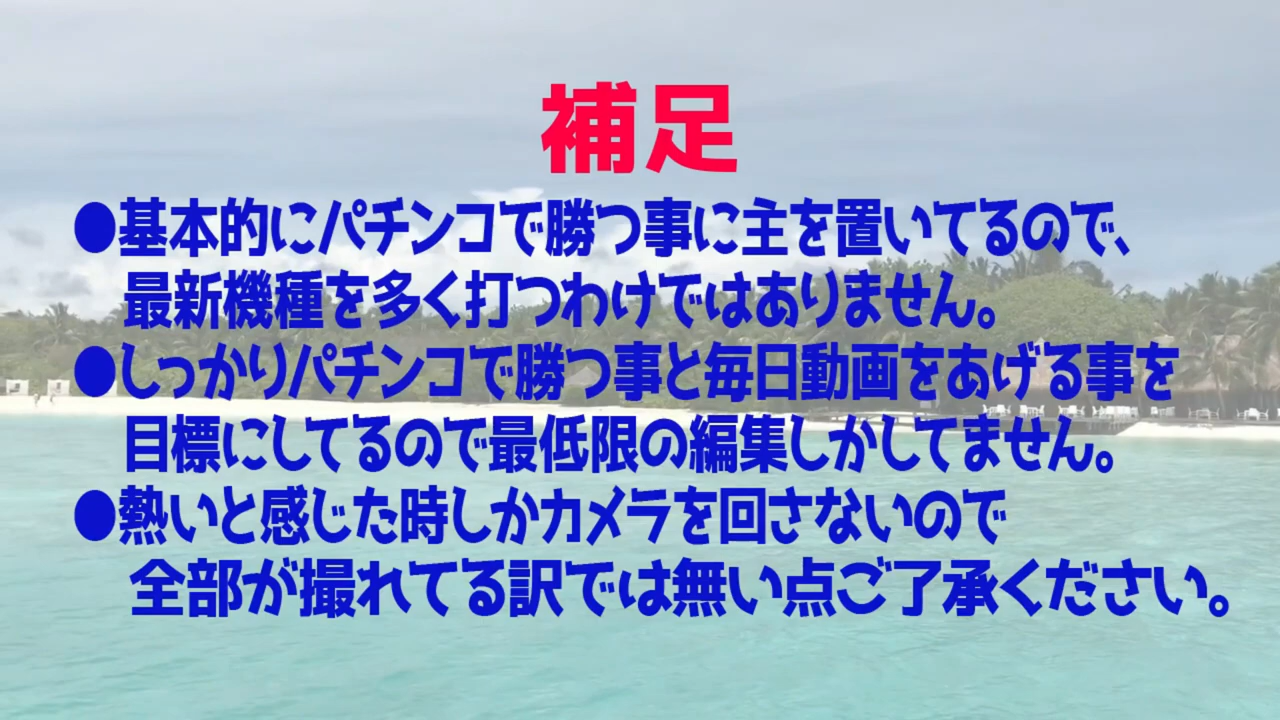 補足
●基本的にパチンコで勝つ事に主を置いてるので、
最新機種を多く打つわけではありません。
●しっかりパチンコで勝つ事と毎日動画をあげる事を
目標にしてるので最低限の編集しかしてません。
●熱いと感じた時しかカメラを回さないので
全部が撮れてる訳では無い点ご了承ください。